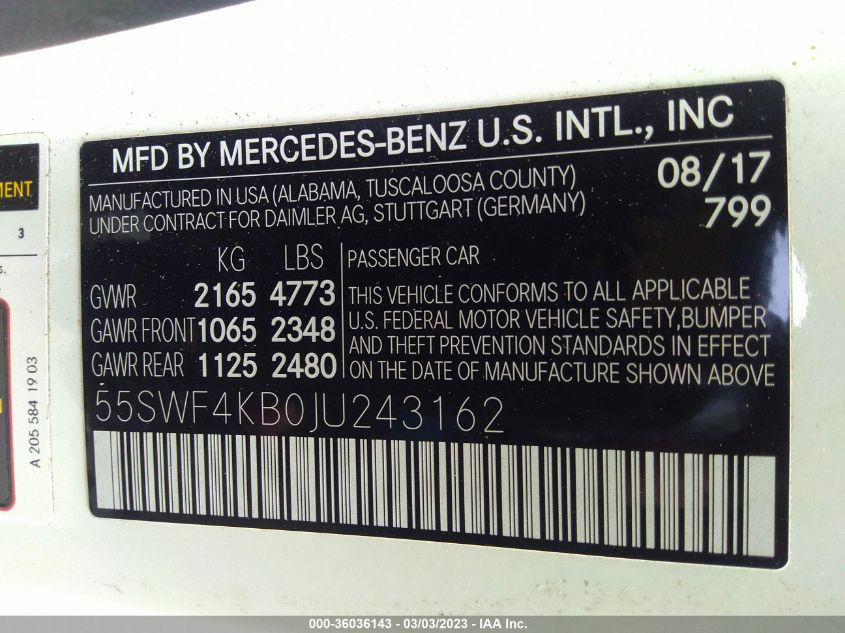 MFD BY MERCEDES-BENZ U.S. INTL., INC
MANUFACTURED IN USA (ALABAMA, TUSCALOOSA COUNTY)
UNDER CONTRACT FOR DAIMLER AG, STUTTGART (GERMANY)
08/17
799
KG LBS
GVWR 2165 4773
GAWR FRONT 1065 2348
GAWR REAR 1125 2480
PASSENGER CAR
THIS VEHICLE CONFORMS TO ALL APPLICABLE
U.S. FEDERAL MOTOR VEHICLE SAFETY, BUMPER
AND THEFT PREVENTION STANDARDS IN EFFECT
ON THE DATE OF MANUFACTURE SHOWN ABOVE.
55SWF4KB0JU243162
MENT
3
s.
A 205 584 19 03
000-36036143 - 03/03/2023 - IAA Inc.